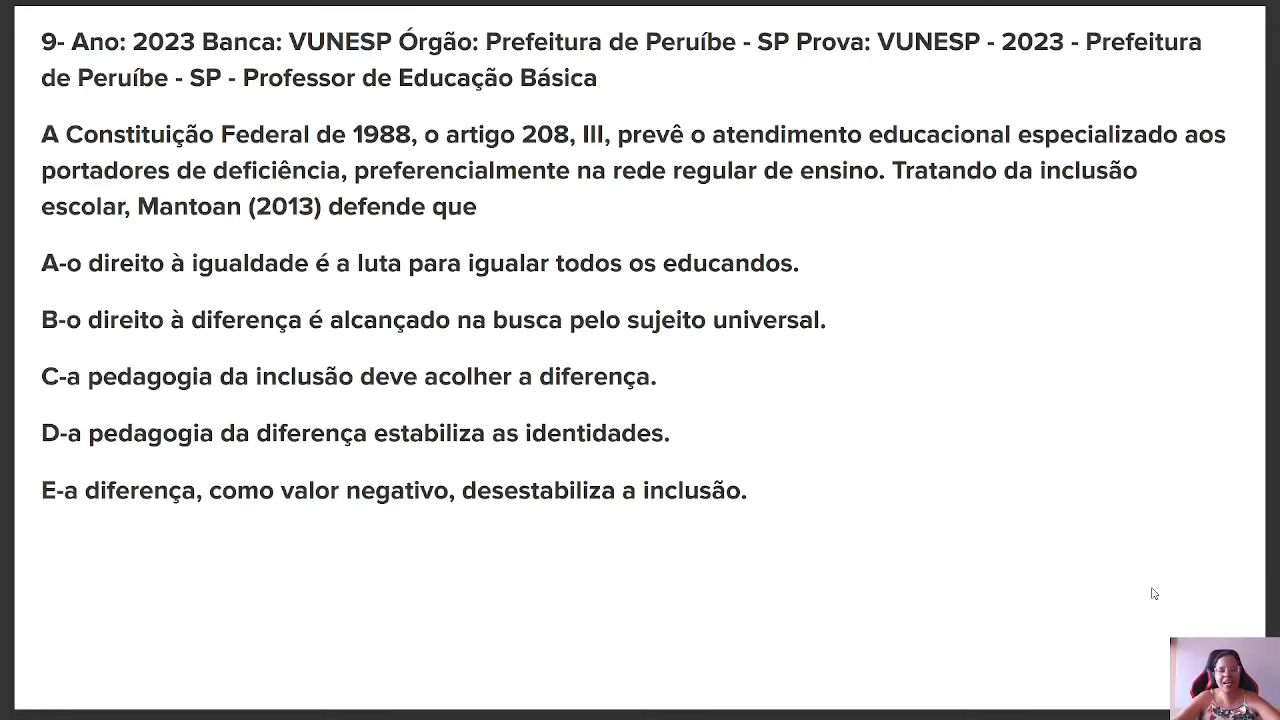 9- Ano: 2023 Banca: VUNESP Órgão: Prefeitura de Peruíbe - SP Prova: VUNESP - 2023 - Prefeitura
de Peruíbe - SP - Professor de Educação Básica
A Constituição Federal de 1988, o artigo 208, III, prevê o atendimento educacional especializado aos
portadores de deficiência, preferencialmente na rede regular de ensino. Tratando da inclusão
escolar, Mantoan (2013) defende que
A-o direito à igualdade é a luta para igualar todos os educandos.
B-o direito à diferença é alcançado na busca pelo sujeito universal.
C-a pedagogia da inclusão deve acolher a diferença.
D-a pedagogia da diferença estabiliza as identidades.
E-a diferença, como valor negativo, desestabiliza a inclusão.